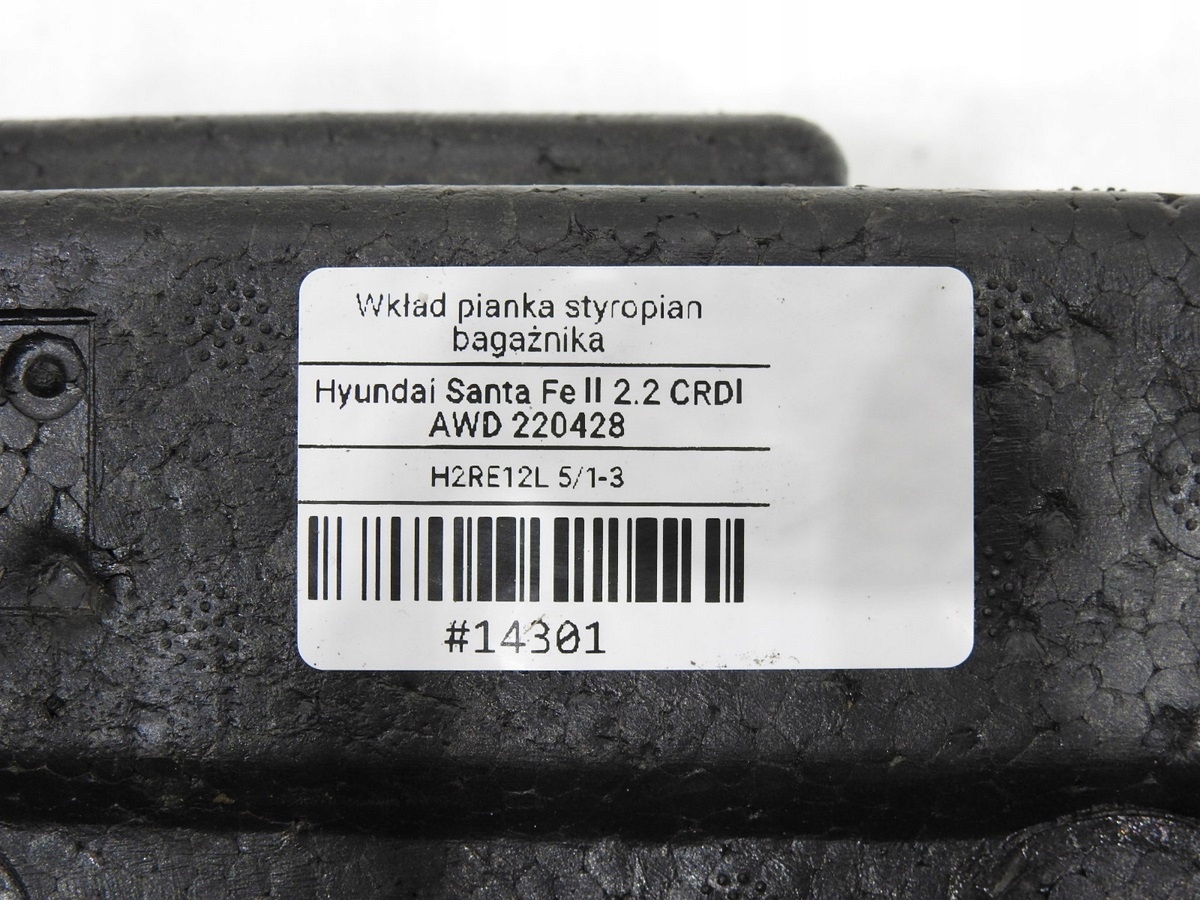 Wkład pianka styropian
bagażnika
Hyundai Santa Fe II 2.2 CRDI
AWD 220428
H2RE12L 5/1-3
#14301